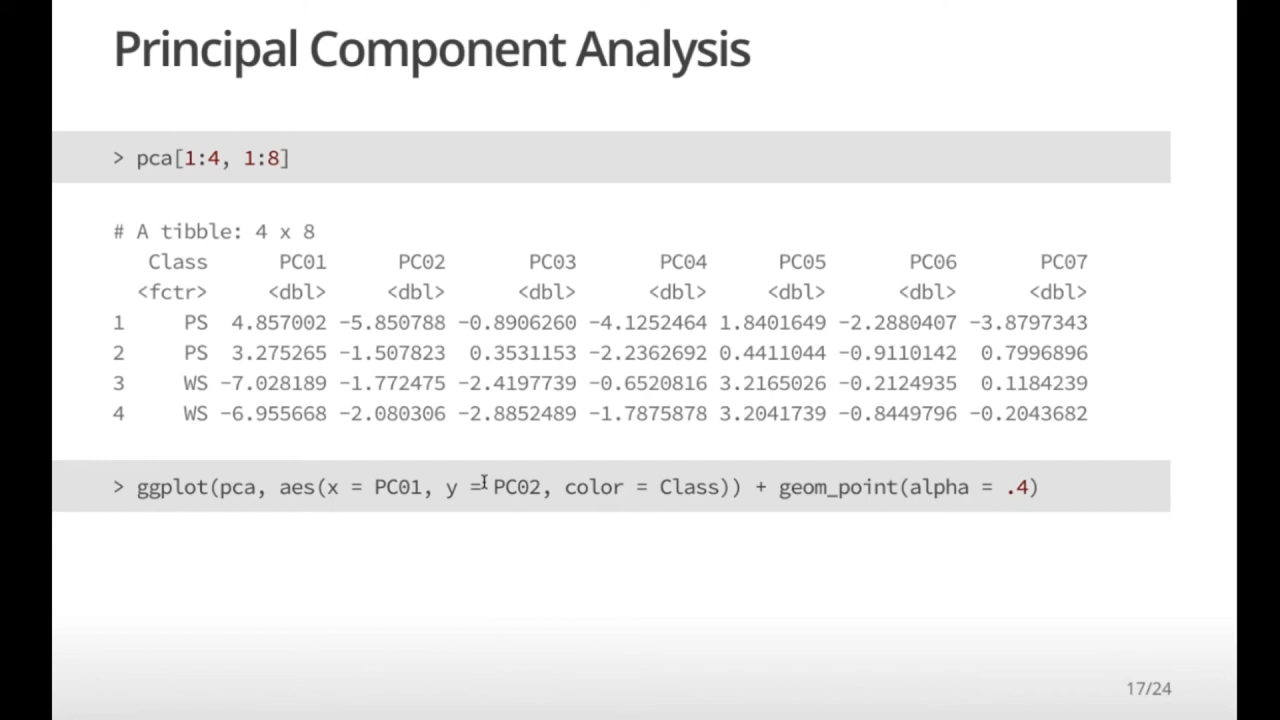 Principal Component Analysis
> pca[1:4, 1:8]
# A tibble: 4 x 8
Class PC01 PC02 PC03 PC04 PC05 PC06 PC07
<fctr> <dbl> <dbl> <dbl> <dbl> <dbl> <dbl> <dbl>
1 PS 4.857002 -5.850788 -0.8906260 -4.1252464 1.8401649 -2.2880407 -3.8797343
2 PS 3.275265 -1.507823 0.3531153 -2.2362692 0.4411044 -0.9110142 0.7996896
3 WS -7.028189 -1.772475 -2.4197739 -0.6520816 3.2165026 -0.2124935 0.1184239
4 WS -6.955668 -2.080306 -2.8852489 -1.7875878 3.2041739 -0.8449796 -0.2043682
> ggplot(pca, aes(x = PC01, y = PC02, color = Class)) + geom_point(alpha = .4)
17/24